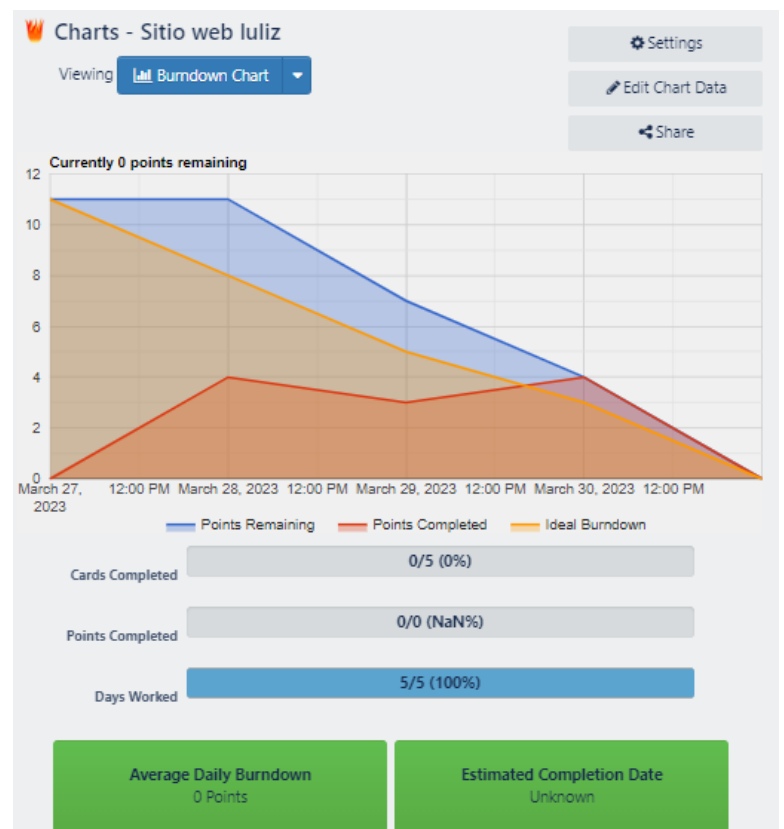 Charts - Sitio web luliz
Settings
Viewing
Burndown Chart
Edit Chart Data
Share
Currently 0 points remaining
12
10
8
6
4
2
0
March 27, 2023
12:00 PM
March 28, 2023
12:00 PM
March 29, 2023
12:00 PM
March 30, 2023
12:00 PM
Points Remaining
Points Completed
Ideal Burndown
Cards Completed
0/5 (0%)
Points Completed
0/0 (NaN%)
Days Worked
5/5 (100%)
Average Daily Burndown
0 Points
Estimated Completion Date
Unknown